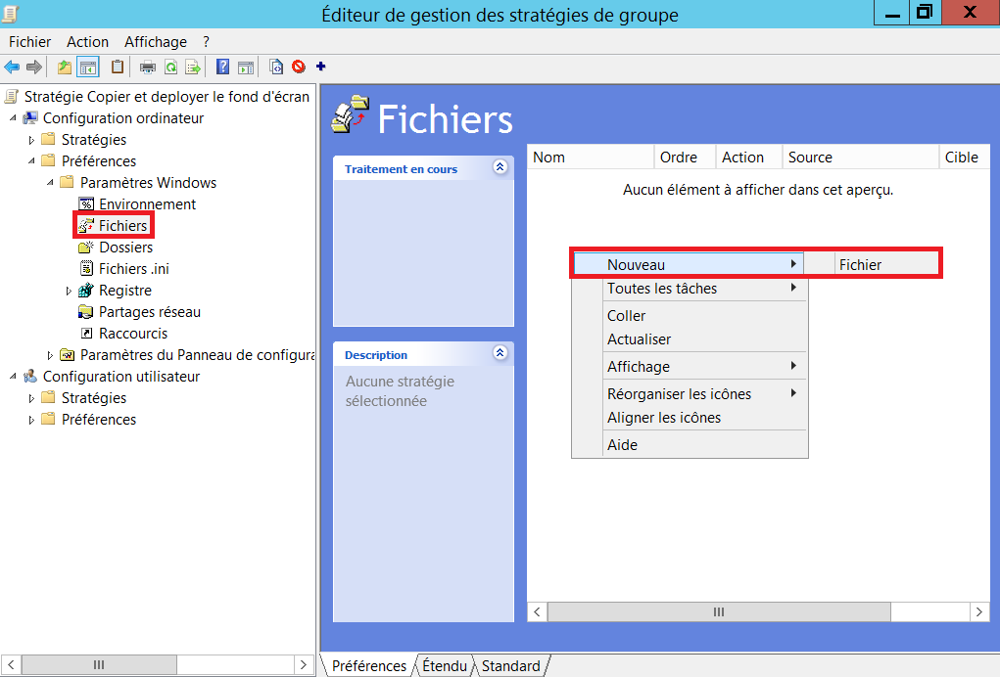 Éditeur de gestion des stratégies de groupe
X
Fichier Action Affichage ?
Stratégie Copier et deployer le fond d'écran
Configuration ordinateur
Stratégies
Préférences
Paramètres Windows
Environnement
Fichiers
Dossiers
Fichiers .ini
Registre
Partages réseau
Raccourcis
Paramètres du Panneau de configura
Configuration utilisateur
Stratégies
Préférences
Fichiers
Traitement en cours
Description
Aucune stratégie
sélectionnée
Nom Ordre Action Source Cible
Aucun élément à afficher dans cet aperçu.
Nouveau
Fichier
Toutes les tâches
Coller
Actualiser
Affichage
Réorganiser les icônes
Aligner les icônes
Aide
Préférences Étendu Standard